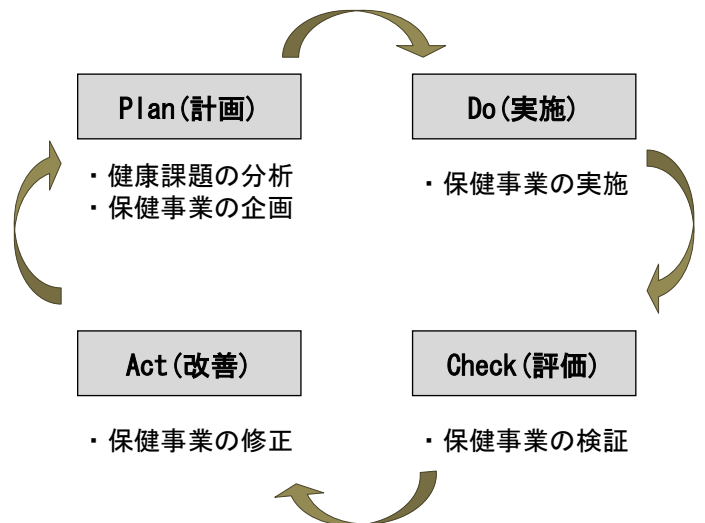 Plan(計画)
・健康課題の分析
・保健事業の企画
Do(実施)
・保健事業の実施
Act(改善)
・保健事業の修正
Check(評価)
・保健事業の検証